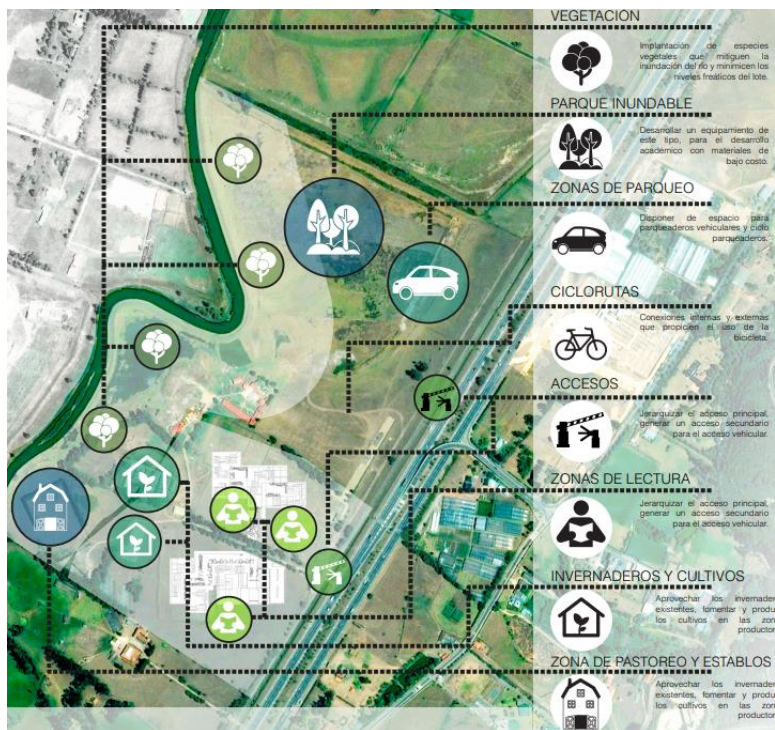 VEGETACIÓN
Implantación de especies
vegetales que mitiguen la
inundación del río y minimicen los
niveles freáticos del lote.
PARQUE INUNDABLE
Desarrollar un equipamiento de
este tipo, para el desarrollo
académico con materiales de
bajo costo.
ZONAS DE PARQUEO
Disponer de espacio para
parqueaderos vehiculares y ciclo
parqueaderos.
CICLORUTAS
Conexiones internas y externas
que propicien el uso de la
bicicleta.
ACCESOS
Jerarquizar el acceso principal,
generar un acceso secundario
para el acceso vehicular.
ZONAS DE LECTURA
Jerarquizar el acceso principal,
generar un acceso secundario
para el acceso vehicular.
INVERNADEROS Y CULTIVOS
Aprovechar los invernader
existentes, fomentar y produ
los cultivos en las zon
productor
ZONA DE PASTOREO Y ESTABLOS
Aprovechar los invernader
existentes, fomentar y produ
los cultivos en las zon
productor